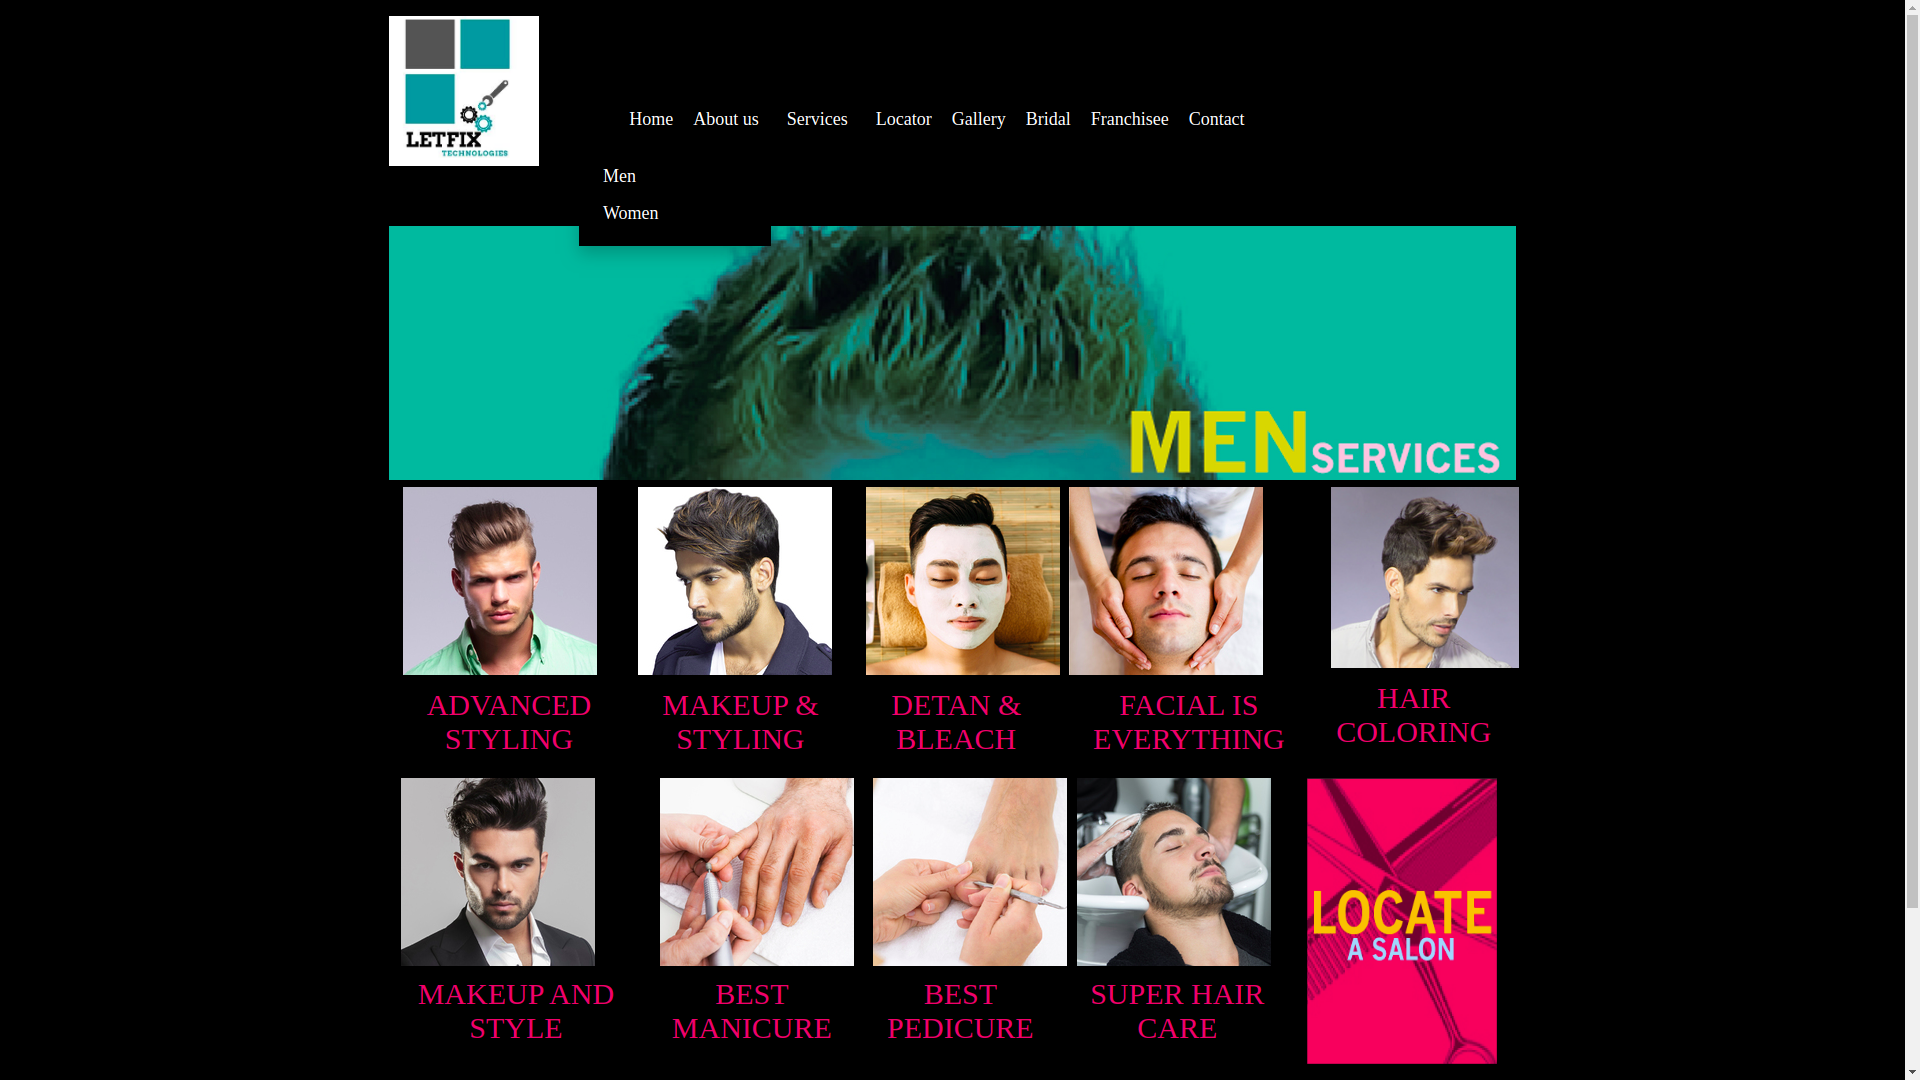 LETFIX
TECHNOLOGIES
Home About us Services Locator Gallery Bridal Franchisee Contact
Men
Women
MEN SERVICES
ADVANCED
STYLING
MAKEUP &
STYLING
DETAN &
BLEACH
FACIAL IS
EVERYTHING
HAIR
COLORING
MAKEUP AND
STYLE
BEST
MANICURE
BEST
PEDICURE
SUPER HAIR
CARE
LOCATE
A SALON